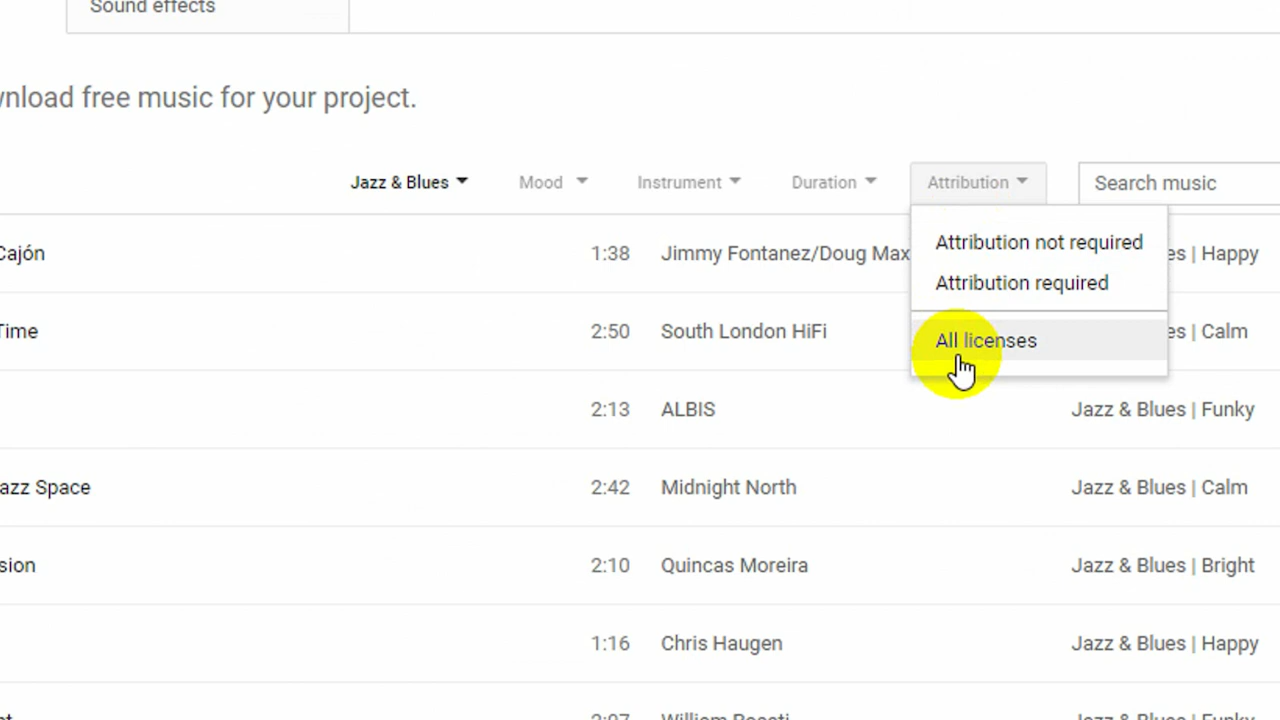 Sound effects
wnload free music for your project.
Jazz & Blues Mood Instrument Duration Attribution Search music
Attribution not required
Attribution required
All licenses
Cajón 1:38 Jimmy Fontanez/Doug Max es | Happy
Time 2:50 South London HiFi es | Calm
2:13 ALBIS Jazz & Blues | Funky
azz Space 2:42 Midnight North Jazz & Blues | Calm
sion 2:10 Quincas Moreira Jazz & Blues | Bright
1:16 Chris Haugen Jazz & Blues | Happy